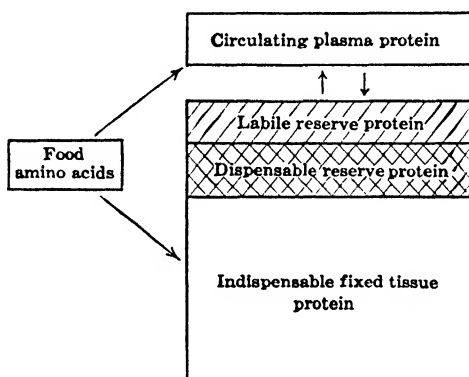 Circulating plasma protein
Labile reserve protein
Food
amino acids
Dispensable reserve protein
Indispensable fixed tissue
protein